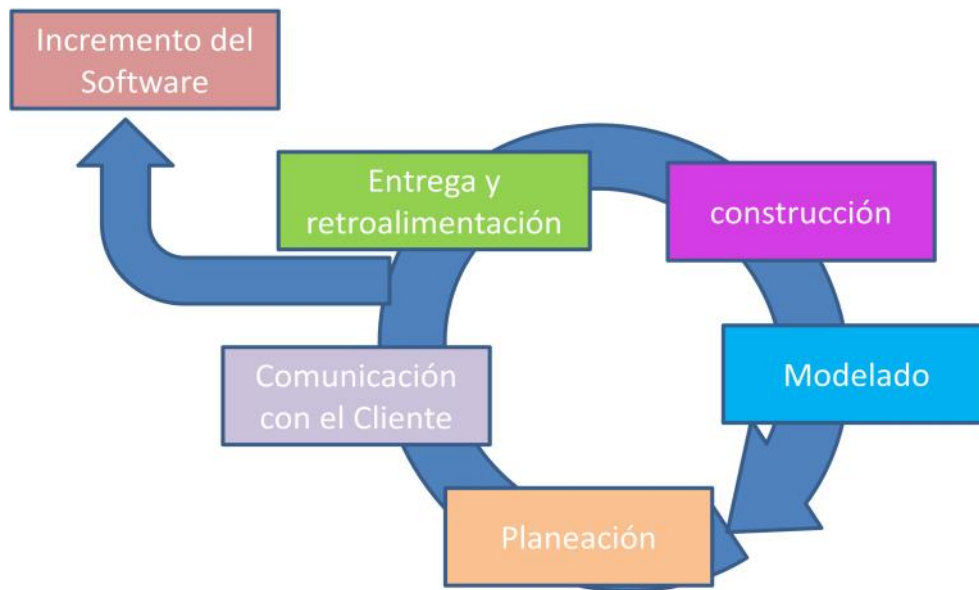 Incremento del
Software
Entrega y
retroalimentación
construcción
Comunicación
con el Cliente
Modelado
Planeación